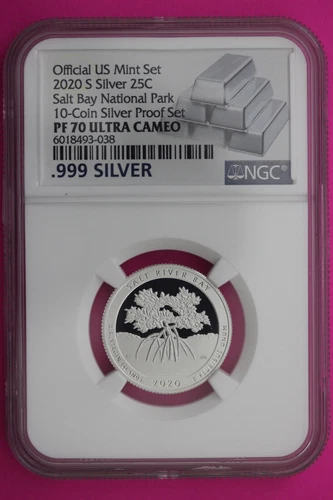 Official US Mint Set
2020 S Silver 25C
Salt Bay National Park
10-Coin Silver Proof Set
PF 70 ULTRA CAMEO
6018493-038
.999 SILVER
NGC
SALT RIVER BAY
2020